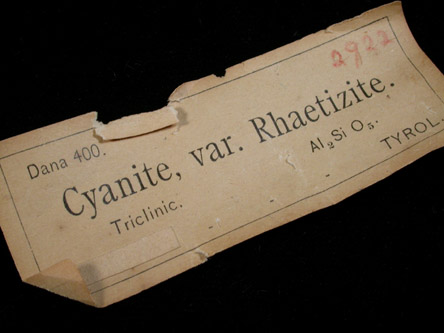 2922
Dana 400.
Cyanite, var. Rhaetizite.
Triclinic.
Al₂SiO₅.
TYROL.